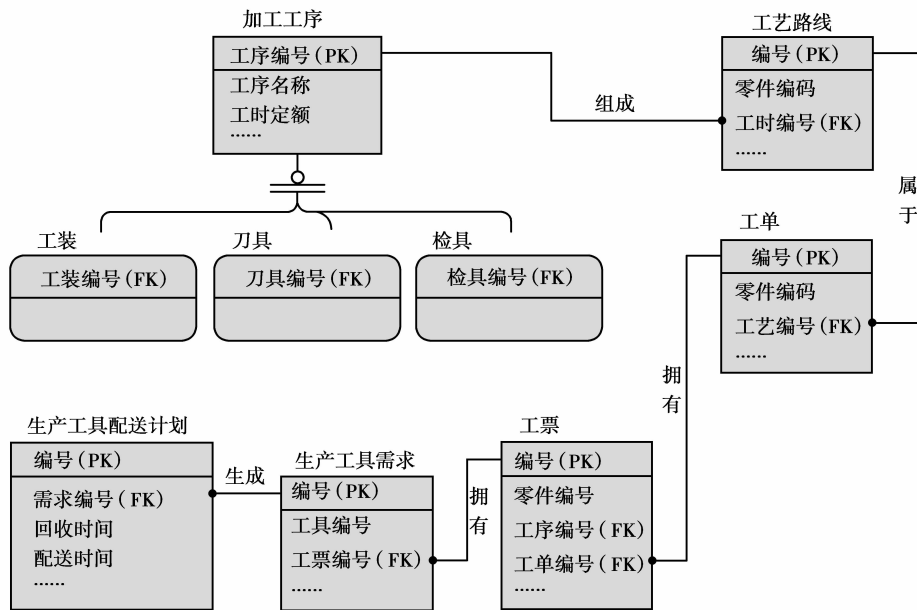 加工工序
工序编号(PK)
工序名称
工时定额
……
组成
工艺路线
编号(PK)
零件编码
工时编号(FK)
……
属于
工装
工装编号(FK)
刀具
刀具编号(FK)
检具
检具编号(FK)
工单
编号(PK)
零件编码
工艺编号(FK)
……
拥有
生产工具配送计划
编号(PK)
需求编号(FK)
回收时间
配送时间
……
生成
生产工具需求
编号(PK)
工具编号
工票编号(FK)
……
拥有
工票
编号(PK)
零件编号
工序编号(FK)
工单编号(FK)
……